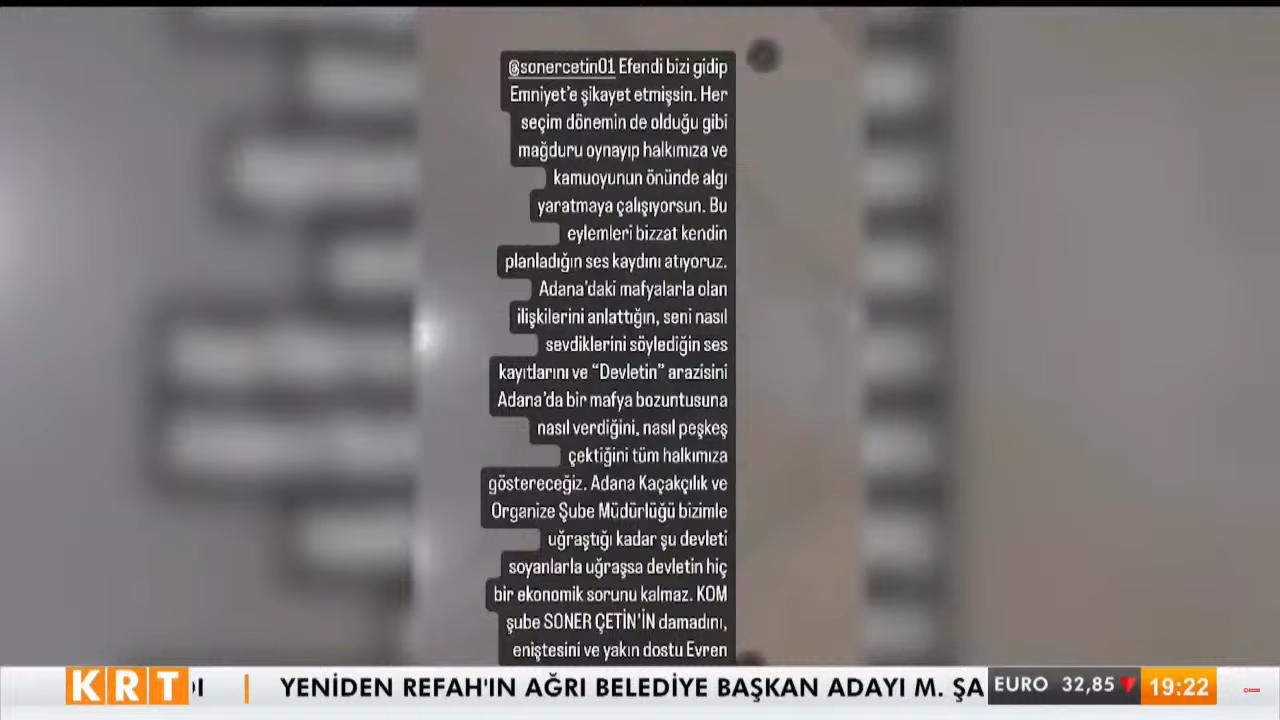 @sonercetin01 Efendi bizi gidip
Emniyet'e şikayet etmişsin. Her
seçim dönemin de olduğu gibi
mağduru oynayıp halkımıza ve
kamuoyunun önünde algı
yaratmaya çalışıyorsun. Bu
eylemleri bizzat kendin
planladığın ses kaydını atıyoruz.
Adana'daki mafyalarla olan
ilişkilerini anlattığın, seni nasıl
sevdiklerini söylediğin ses
kayıtlarını ve “Devletin” arazisini
Adana'da bir mafya bozuntusuna
nasıl verdiğini, nasıl peşkeş
çektiğini tüm halkımıza
göstereceğiz. Adana Kaçakçılık ve
Organize Şube Müdürlüğü bizimle
uğraştığı kadar şu devleti
soyanlarla uğraşsa devletin hiç
bir ekonomik sorunu kalmaz. KOM
şube SONER ÇETİN'İN damadını,
eniştesini ve yakın dostu Evren
KRT
YENİDEN REFAH'IN AĞRI BELEDİYE BAŞKAN ADAYI M. ŞA
EURO 32,85
19:22